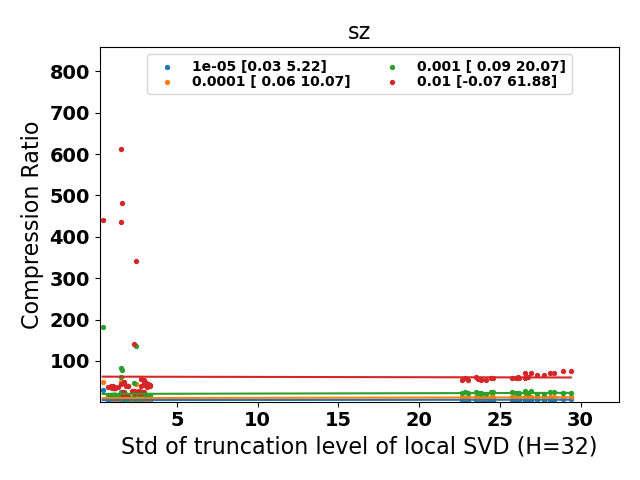 sz
1e-05 [0.03 5.22]
0.0001 [ 0.06 10.07]
0.001 [ 0.09 20.07]
0.01 [-0.07 61.88]
800
700
600
500
400
300
200
100
Compression Ratio
5 10 15 20 25 30
Std of truncation level of local SVD (H=32)